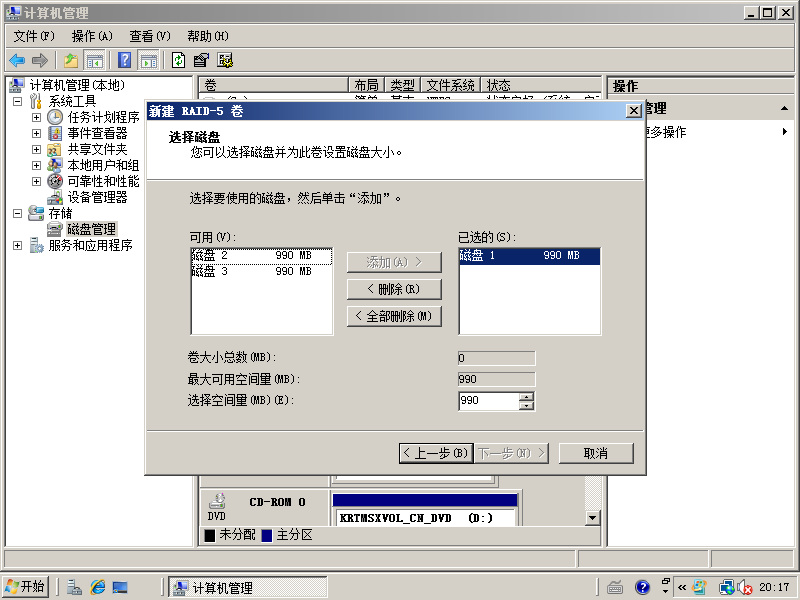 计算机管理
文件(F) 操作(A) 查看(V) 帮助(H)
计算机管理(本地)
系统工具
任务计划程序
事件查看器
共享文件夹
本地用户和组
可靠性和性能
设备管理器
存储
磁盘管理
服务和应用程序
卷 布局 类型 文件系统 状态
操作
管理
更多操作
新建 RAID-5 卷
选择磁盘
您可以选择磁盘并为此卷设置磁盘大小。
选择要使用的磁盘，然后单击“添加”。
可用(V):
磁盘 2 990 MB
磁盘 3 990 MB
添加(A) >
< 删除(R)
< 全部删除(M)
已选的(S):
磁盘 1 990 MB
卷大小总数(MB): 0
最大可用空间量(MB): 990
选择空间量(MB)(E): 990
< 上一步(B) 下一步(N) > 取消
CD-ROM 0
DVD
KRTMSXVOL_CN_DVD (D:)
未分配 主分区
开始 计算机管理 20:17